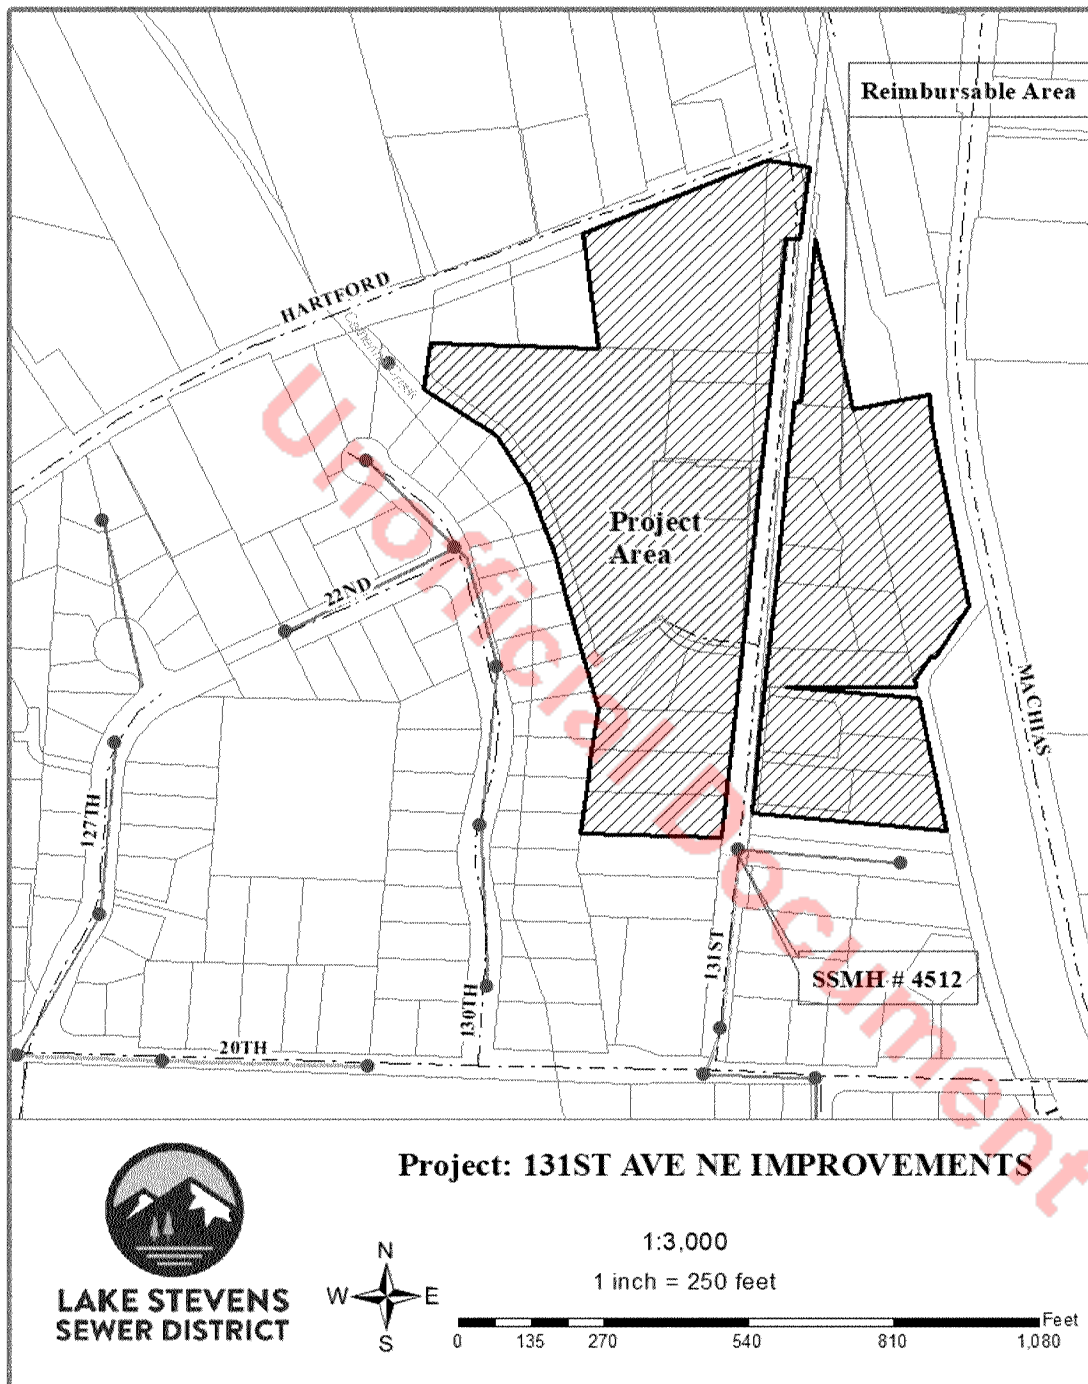 Reimbursable Area
HARTFORD
Project
Area
22ND
MACHIAS
127TH
131ST
SSMH # 4512
130TH
20TH
Unofficial Document
Project: 131ST AVE NE IMPROVEMENTS
1:3,000
1 inch = 250 feet
N
W E
S
Feet
0 135 270 540 810 1,080
LAKE STEVENS
SEWER DISTRICT